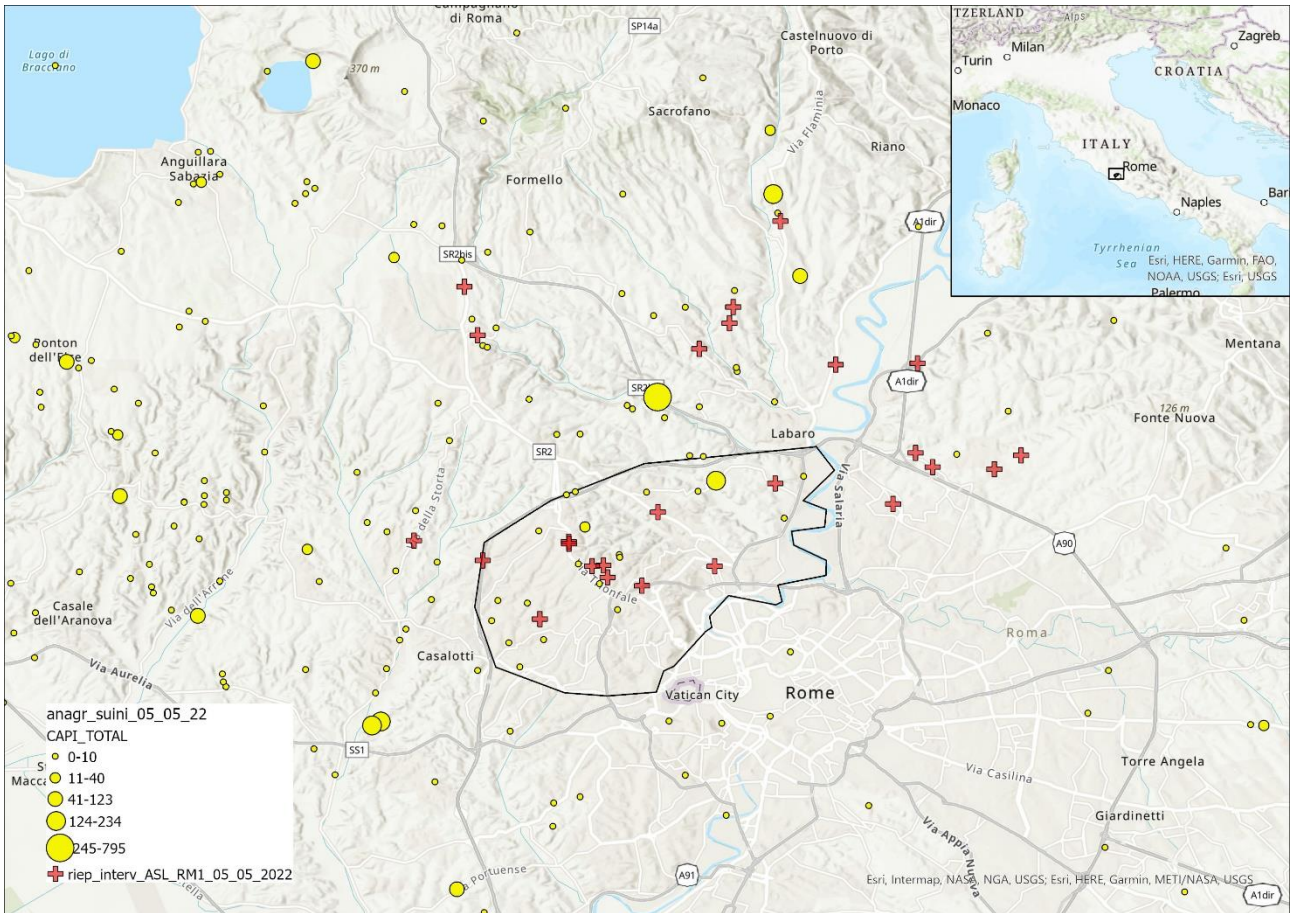 Campagnano
di Roma
SP14a
Castelnuovo di
Porto
Lago di
Bracciano
370 m
Sacrofano
Via Flaminia
Riano
Anguillara
Sabazia
Formello
A1dir
SR2bis
Mentana
dell'
A1dir
126 m
Fonte Nuova
Labaro
SR2
Via Salaria
della Storta
A90
Via Trionfale
Via dell'Arrone
Casale
dell'Aranova
Roma
Casalotti
Via Aurelia
Vatican City
Rome
SS1
Torre Angela
Via Casilina
Giardinetti
Via Appia Nuova
Portuense
A91
A1dir
Esri, Intermap, NASA, NGA, USGS; Esri, HERE, Garmin, METI/NASA, USGS
anagr_suini_05_05_22
CAPI_TOTAL
0-10
11-40
41-123
124-234
245-795
riep_interv_ASL_RM1_05_05_2022
TZERLAND
Alps
Zagreb
Milan
Turin
CROATIA
Monaco
ITALY
Rome
Naples
Bari
Tyrrhenian
Sea
Esri, HERE, Garmin, FAO,
NOAA, USGS; Esri, USGS
Palermo